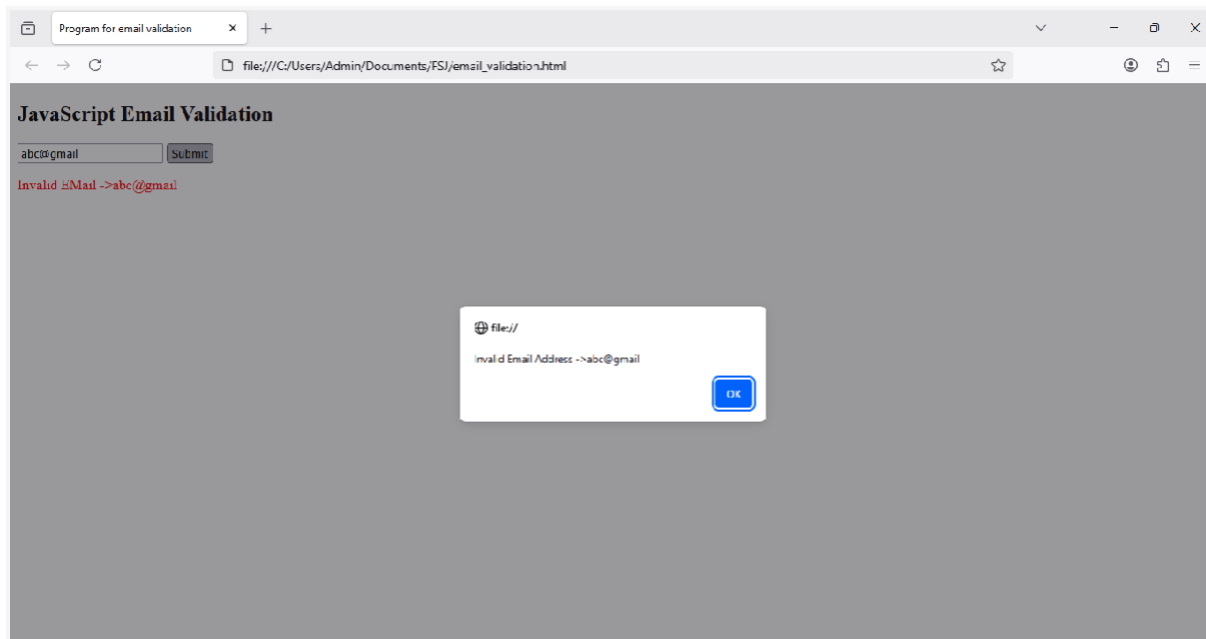 Program for email validation
file:///C:/Users/Admin/Documents/FSJ/email_validation.html
JavaScript Email Validation
abc@gmail Submit
Invalid EMail ->abc@gmail
file://
Invalid Email Address ->abc@gmail
OK